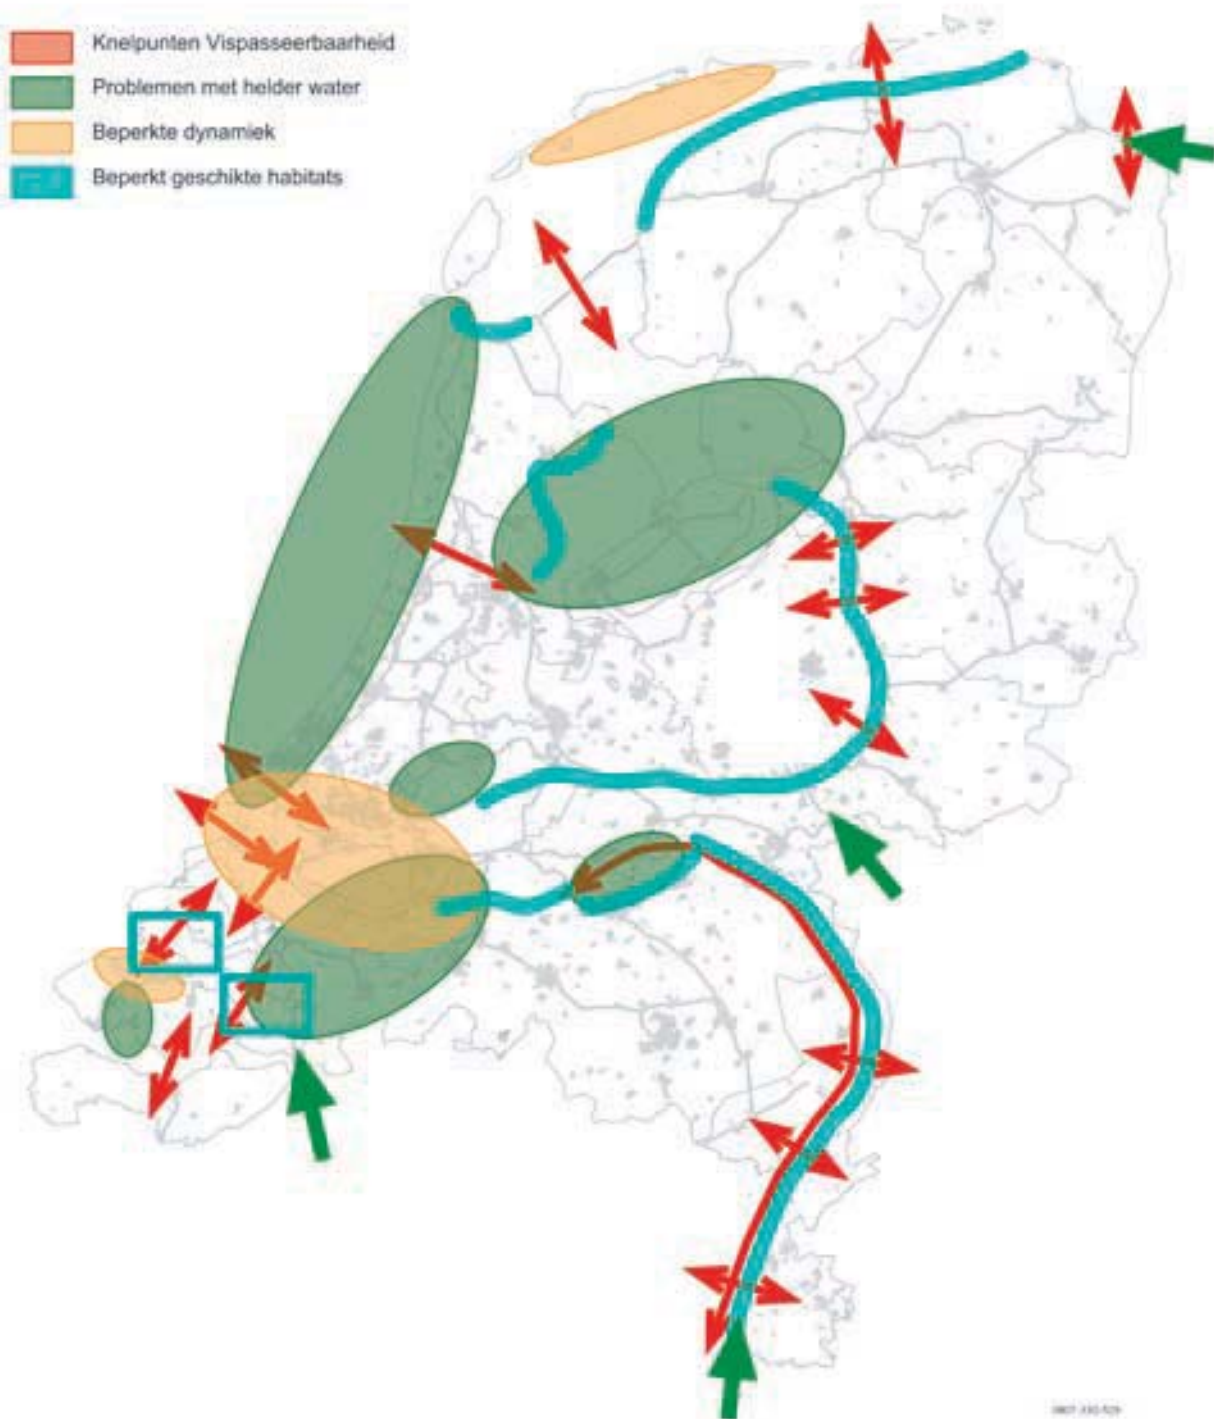 Knelpunten Vispasseerbaarheid
Problemen met helder water
Beperkte dynamiek
Beperkt geschikte habitats